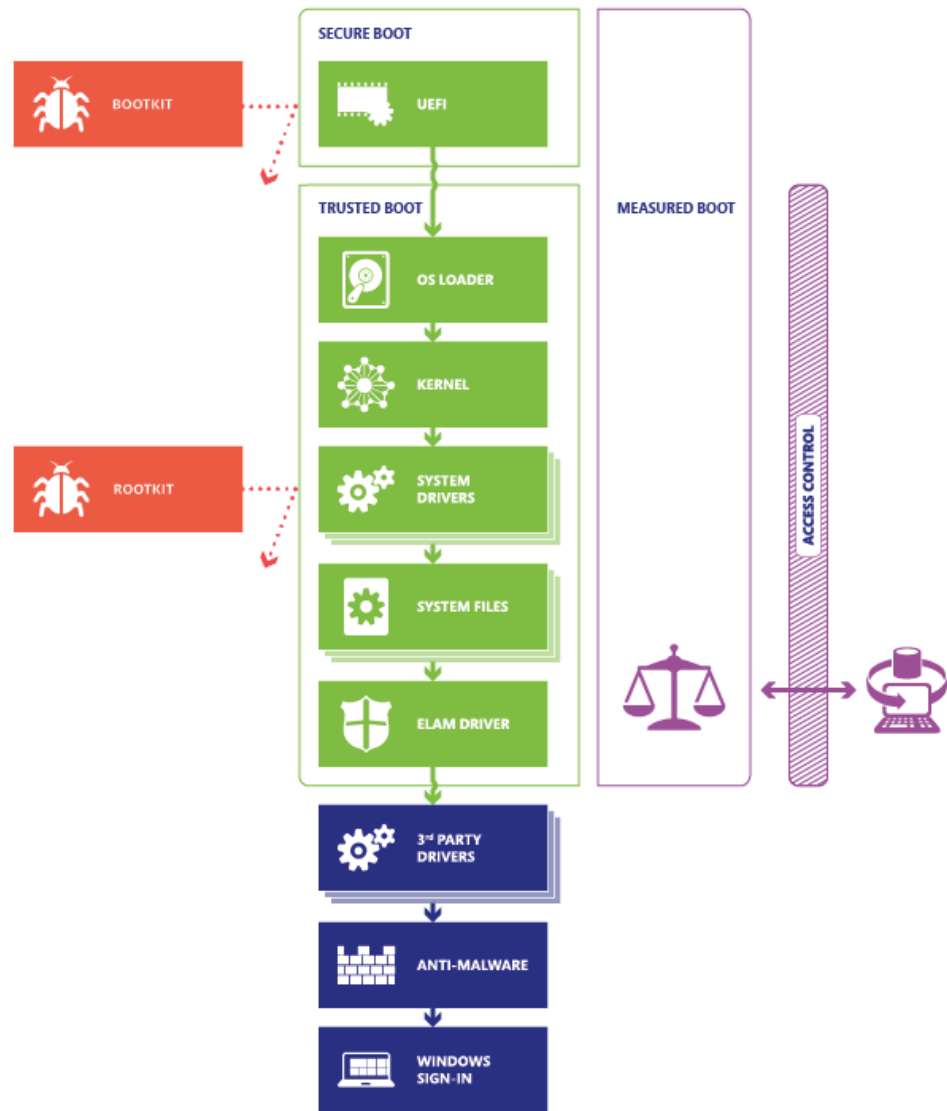 SECURE BOOT
BOOTKIT
UEFI
TRUSTED BOOT
MEASURED BOOT
OS LOADER
KERNEL
ROOTKIT
SYSTEM
DRIVERS
ACCESS CONTROL
SYSTEM FILES
ELAM DRIVER
3rd PARTY
DRIVERS
ANTI-MALWARE
WINDOWS
SIGN-IN